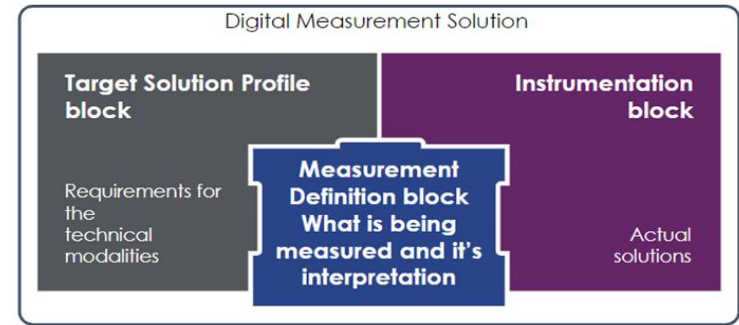 Digital Measurement Solution
Target Solution Profile
block
Requirements for
the
technical
modalities
Measurement
Definition block
What is being
measured and it's
interpretation
Instrumentation
block
Actual
solutions